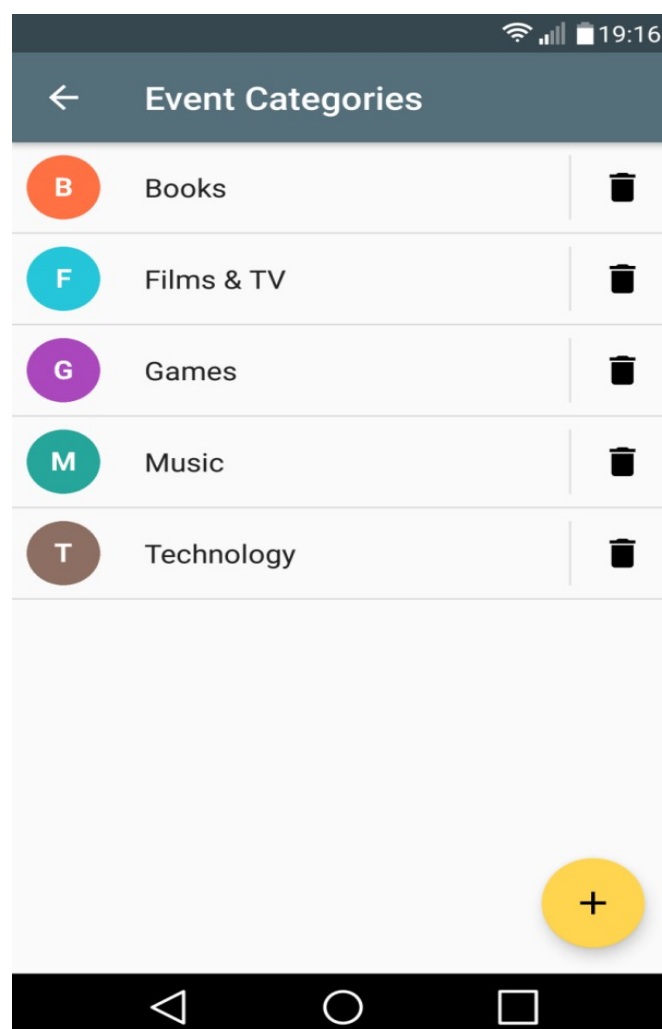 19:16
Event Categories
B Books
F Films & TV
G Games
M Music
T Technology
+